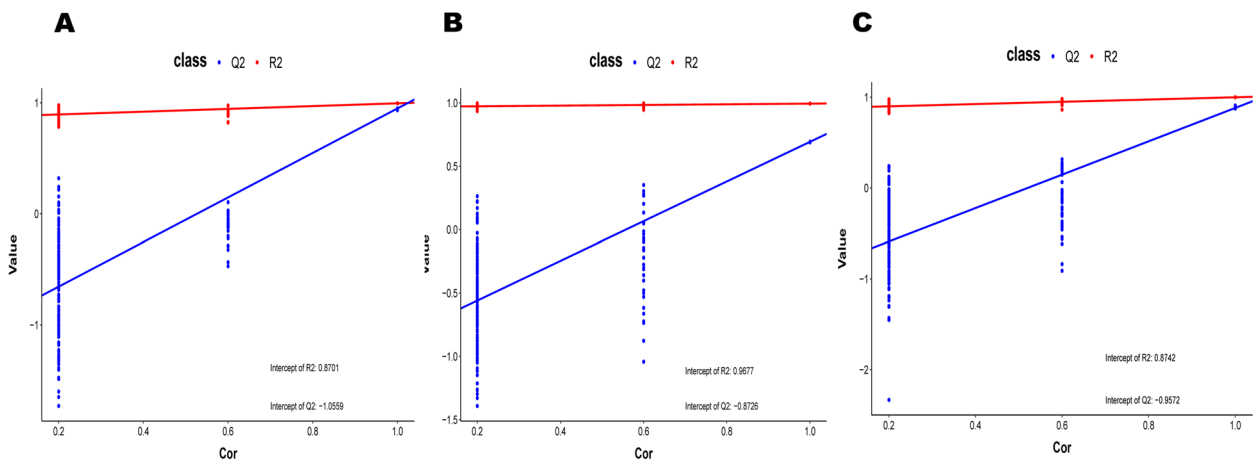 A
class • Q2 • R2
Value
1
0
−1
Intercept of R2: 0.8701
Intercept of Q2: −1.0559
0.2 0.4 0.6 0.8 1.0
Cor
B
class • Q2 • R2
Value
1.0
0.5
0.0
−0.5
−1.0
−1.5
Intercept of R2: 0.9677
Intercept of Q2: −0.8726
0.2 0.4 0.6 0.8 1.0
Cor
C
class • Q2 • R2
Value
1
0
−1
−2
Intercept of R2: 0.8742
Intercept of Q2: −0.9572
0.2 0.4 0.6 0.8 1.0
Cor